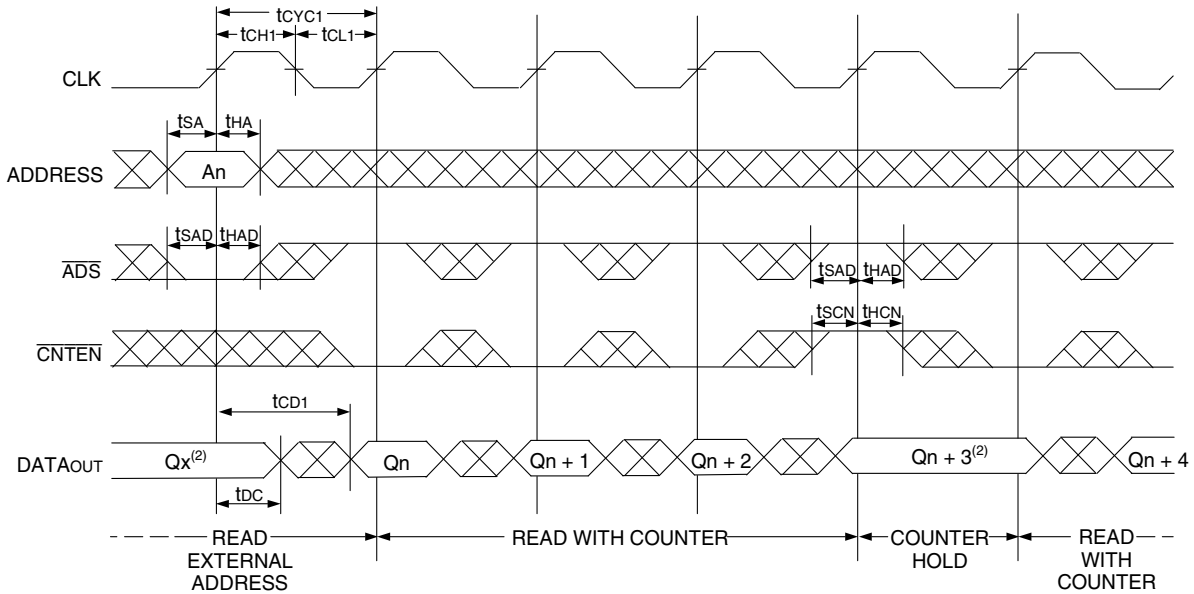 tCYC1
tCH1 tCL1
CLK
tSA tHA
ADDRESS An
tSAD tHAD
ADS
tSAD tHAD
tSCN tHCN
CNTEN
tCD1
DATAOUT Qx(2) Qn Qn + 1 Qn + 2 Qn + 3(2) Qn + 4
tDC
READ EXTERNAL ADDRESS
READ WITH COUNTER
COUNTER HOLD
READ WITH COUNTER